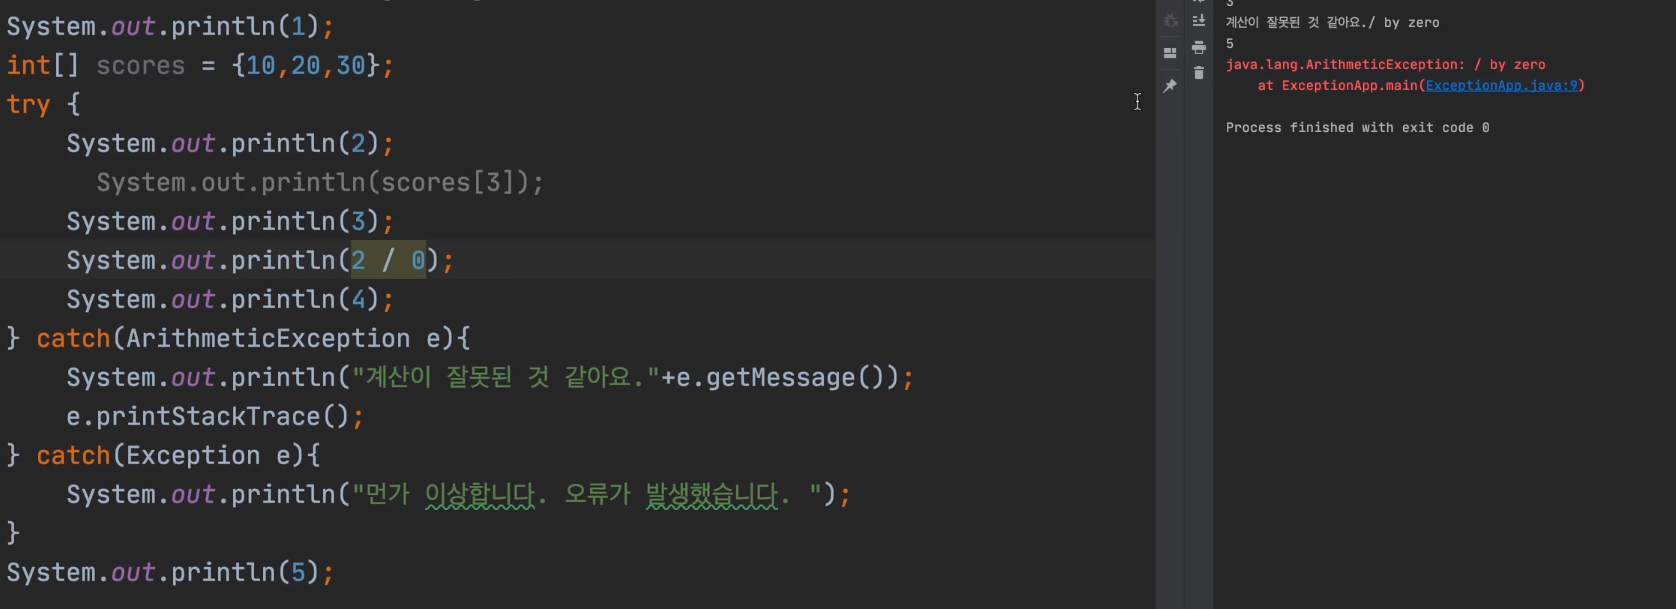 System.out.println(1);
int[] scores = {10,20,30};
try {
System.out.println(2);
System.out.println(scores[3]);
System.out.println(3);
System.out.println(2 / 0);
System.out.println(4);
} catch(ArithmeticException e){
System.out.println("계산이 잘못된 것 같아요."+e.getMessage());
e.printStackTrace();
} catch(Exception e){
System.out.println("먼가 이상합니다. 오류가 발생했습니다. ");
}
System.out.println(5);
3
계산이 잘못된 것 같아요./ by zero
5
java.lang.ArithmeticException: / by zero
at ExceptionApp.main(ExceptionApp.java:9)
Process finished with exit code 0